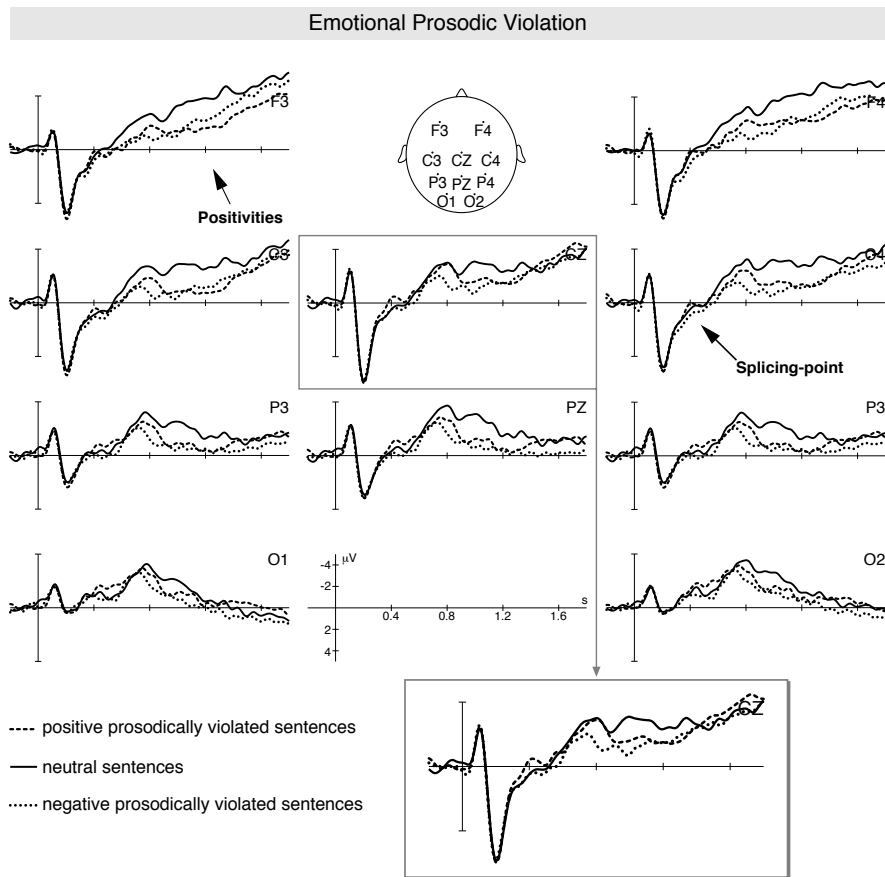 Emotional Prosodic Violation
F3
F4
F3 F4
C3 CZ C4
P3 PZ P4
O1 O2
Positivities
C3
CZ
C4
Splicing-point
P3
PZ
P3
O1
O2
µV
-4
-2
s
0.4 0.8 1.2 1.6
2
4
CZ
positive prosodically violated sentences
neutral sentences
negative prosodically violated sentences